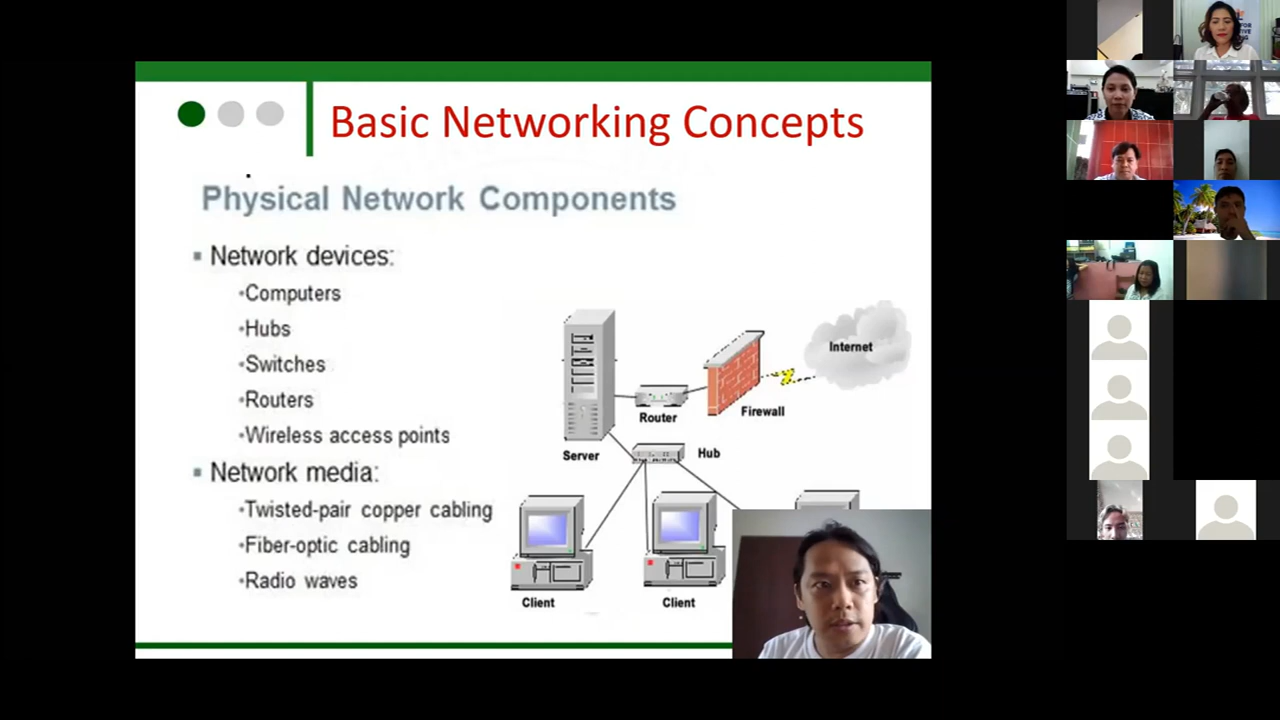 Basic Networking Concepts
Physical Network Components
Network devices:
Computers
Hubs
Switches
Routers
Wireless access points
Network media:
Twisted-pair copper cabling
Fiber-optic cabling
Radio waves
Internet
Router
Firewall
Server
Hub
Client
Client